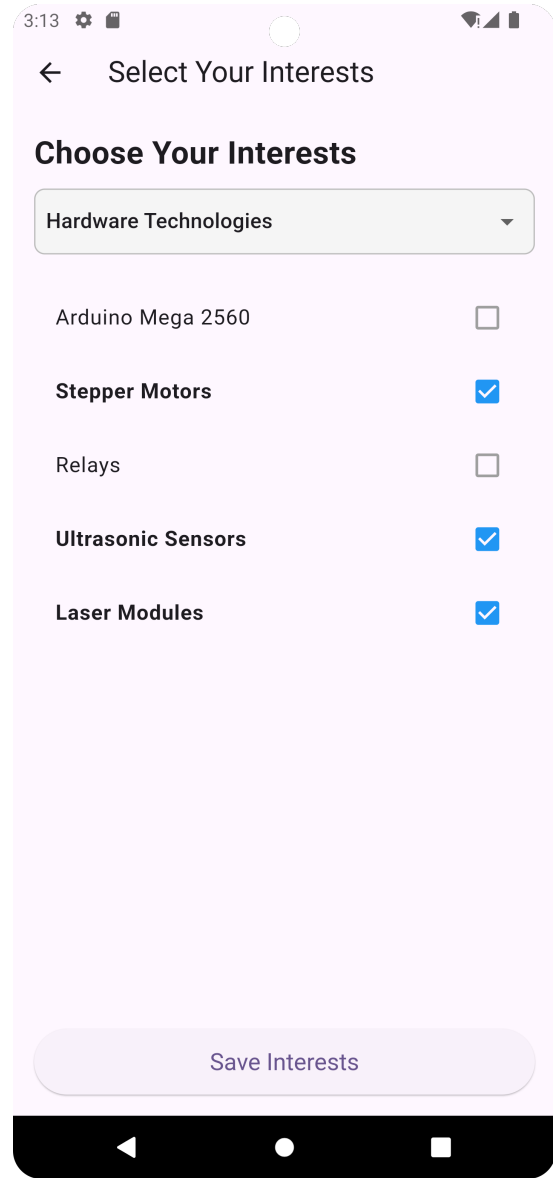 3:13
Select Your Interests
Choose Your Interests
Hardware Technologies
Arduino Mega 2560
Stepper Motors
Relays
Ultrasonic Sensors
Laser Modules
Save Interests